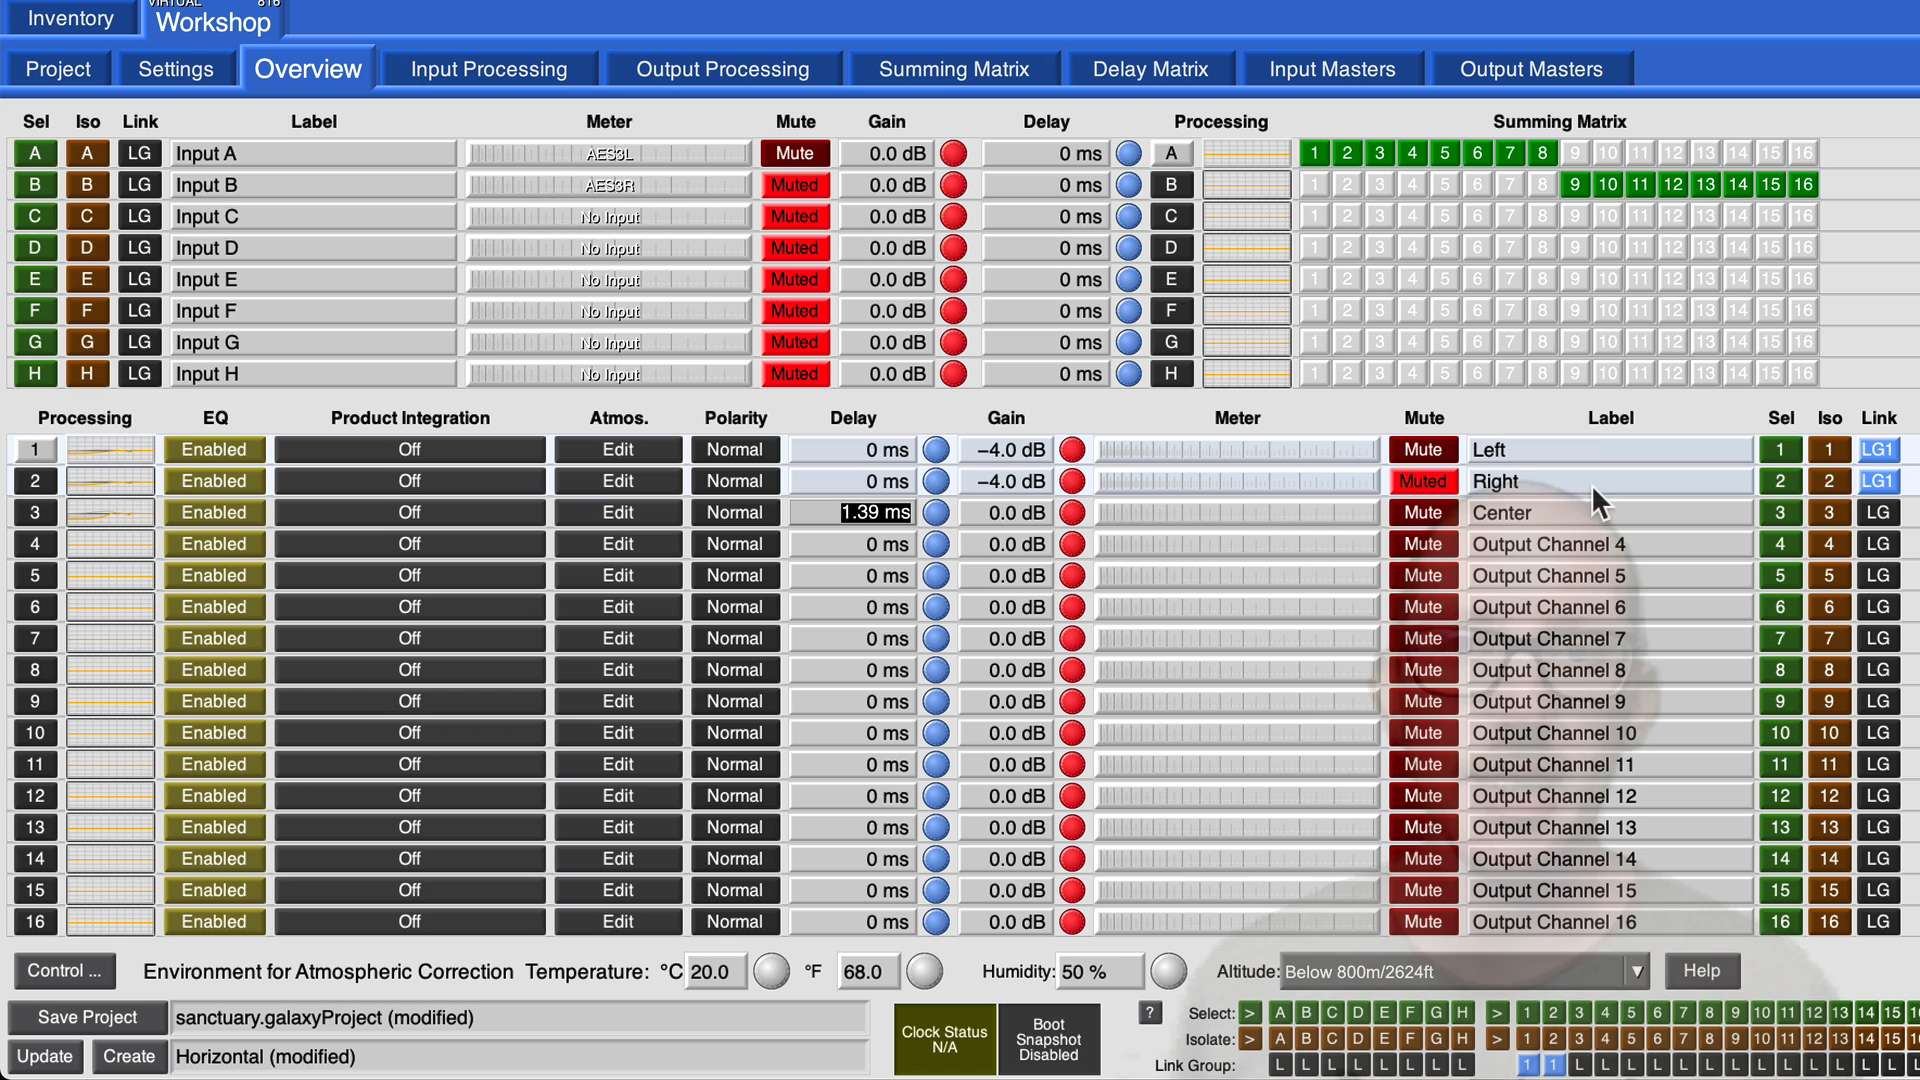 Inventory VIRTUAL 816 Workshop
Project Settings Overview Input Processing Output Processing Summing Matrix Delay Matrix Input Masters Output Masters
Sel Iso Link Label Meter Mute Gain Delay Processing Summing Matrix
A A LG Input A AES3L Mute 0.0 dB 0 ms A 1 2 3 4 5 6 7 8 9 10 11 12 13 14 15 16
B B LG Input B AES3R Muted 0.0 dB 0 ms B 1 2 3 4 5 6 7 8 9 10 11 12 13 14 15 16
C C LG Input C No Input Muted 0.0 dB 0 ms C 1 2 3 4 5 6 7 8 9 10 11 12 13 14 15 16
D D LG Input D No Input Muted 0.0 dB 0 ms D 1 2 3 4 5 6 7 8 9 10 11 12 13 14 15 16
E E LG Input E No Input Muted 0.0 dB 0 ms E 1 2 3 4 5 6 7 8 9 10 11 12 13 14 15 16
F F LG Input F No Input Muted 0.0 dB 0 ms F 1 2 3 4 5 6 7 8 9 10 11 12 13 14 15 16
G G LG Input G No Input Muted 0.0 dB 0 ms G 1 2 3 4 5 6 7 8 9 10 11 12 13 14 15 16
H H LG Input H No Input Muted 0.0 dB 0 ms H 1 2 3 4 5 6 7 8 9 10 11 12 13 14 15 16
Processing EQ Product Integration Atmos. Polarity Delay Gain Meter Mute Label Sel Iso Link
1 Enabled Off Edit Normal 0 ms −4.0 dB Mute Left 1 1 LG1
2 Enabled Off Edit Normal 0 ms −4.0 dB Muted Right 2 2 LG1
3 Enabled Off Edit Normal 1.39 ms 0.0 dB Mute Center 3 3 LG
4 Enabled Off Edit Normal 0 ms 0.0 dB Mute Output Channel 4 4 4 LG
5 Enabled Off Edit Normal 0 ms 0.0 dB Mute Output Channel 5 5 5 LG
6 Enabled Off Edit Normal 0 ms 0.0 dB Mute Output Channel 6 6 6 LG
7 Enabled Off Edit Normal 0 ms 0.0 dB Mute Output Channel 7 7 7 LG
8 Enabled Off Edit Normal 0 ms 0.0 dB Mute Output Channel 8 8 8 LG
9 Enabled Off Edit Normal 0 ms 0.0 dB Mute Output Channel 9 9 9 LG
10 Enabled Off Edit Normal 0 ms 0.0 dB Mute Output Channel 10 10 10 LG
11 Enabled Off Edit Normal 0 ms 0.0 dB Mute Output Channel 11 11 11 LG
12 Enabled Off Edit Normal 0 ms 0.0 dB Mute Output Channel 12 12 12 LG
13 Enabled Off Edit Normal 0 ms 0.0 dB Mute Output Channel 13 13 13 LG
14 Enabled Off Edit Normal 0 ms 0.0 dB Mute Output Channel 14 14 14 LG
15 Enabled Off Edit Normal 0 ms 0.0 dB Mute Output Channel 15 15 15 LG
16 Enabled Off Edit Normal 0 ms 0.0 dB Mute Output Channel 16 16 16 LG
Control ... Environment for Atmospheric Correction Temperature: °C 20.0 °F 68.0 Humidity: 50 % Altitude: Below 800m/2624ft Help
Save Project sanctuary.galaxyProject (modified)
Update Create Horizontal (modified)
Clock Status
N/A
Boot
Snapshot
Disabled
? Select: > A B C D E F G H > 1 2 3 4 5 6 7 8 9 10 11 12 13 14 15
Isolate: > A B C D E F G H > 1 2 3 4 5 6 7 8 9 10 11 12 13 14 15
Link Group: L L L L L L L L 1 1 L L L L L L L L L L L L L